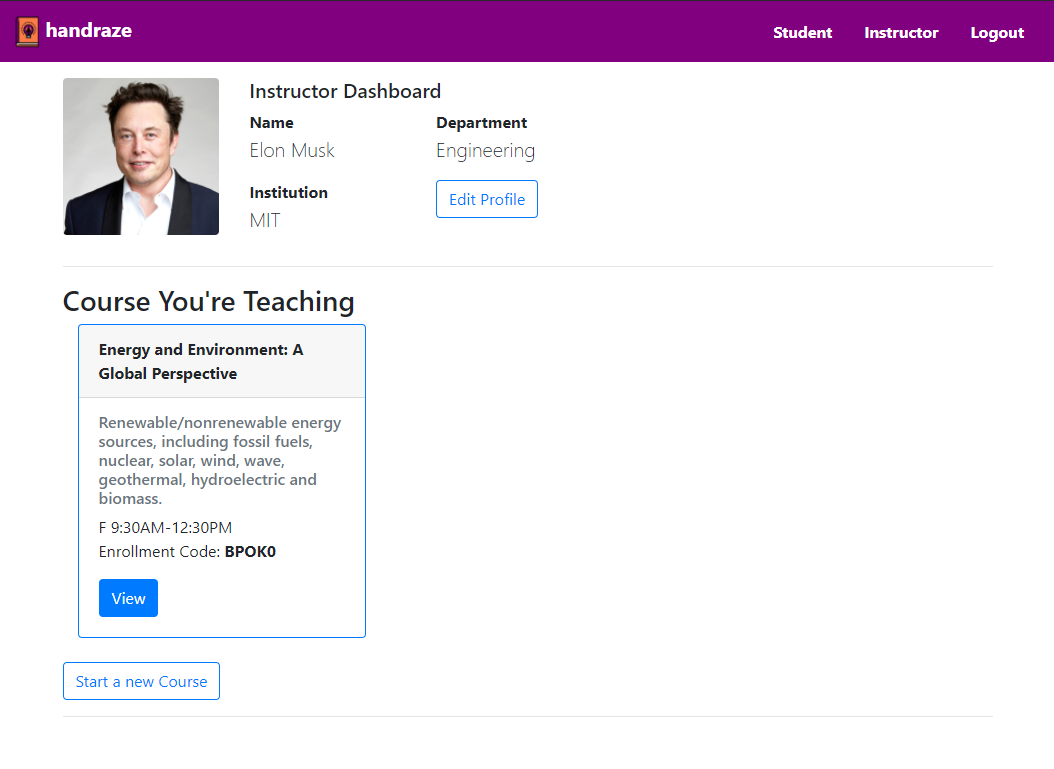 handraze
Student Instructor Logout
Instructor Dashboard
Name
Elon Musk
Department
Engineering
Institution
MIT
Edit Profile
Course You're Teaching
Energy and Environment: A
Global Perspective
Renewable/nonrenewable energy
sources, including fossil fuels,
nuclear, solar, wind, wave,
geothermal, hydroelectric and
biomass.
F 9:30AM-12:30PM
Enrollment Code: BPOK0
View
Start a new Course